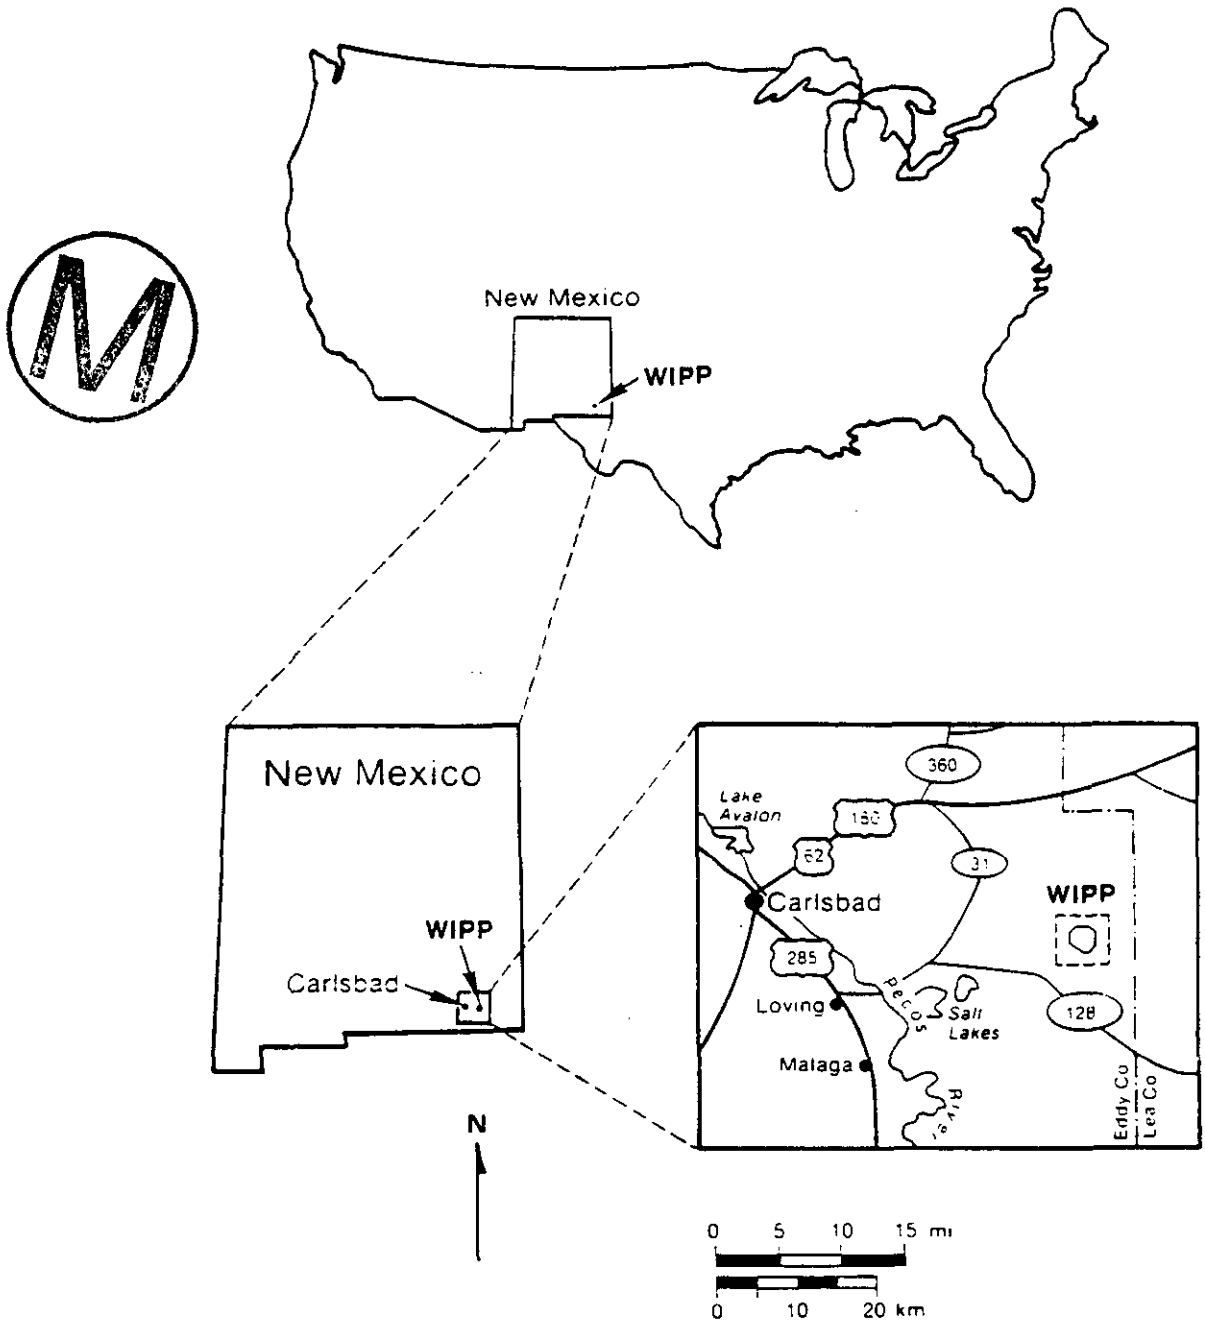 M
New Mexico
WIPP
New Mexico
WIPP
Carlsbad
N
360
Lake
Avalon
180
62
31
WIPP
Carlsbad
285
Pecos
Loving
Salt
Lakes
128
Malaga
River
Eddy Co
Lea Co
0 5 10 15 mi
0 10 20 km